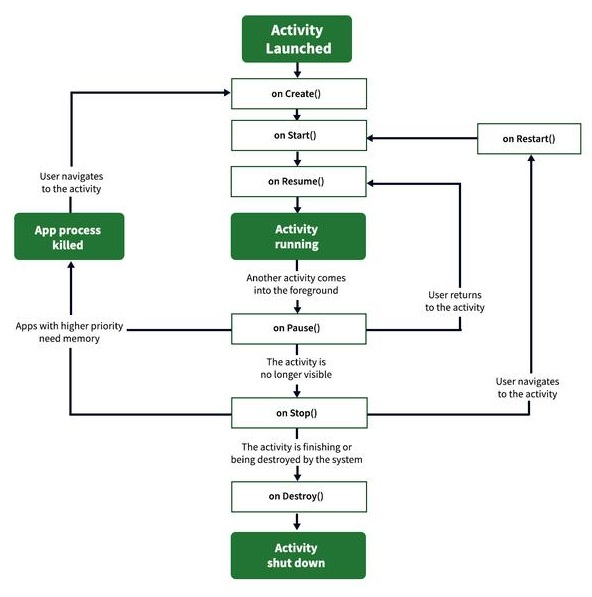 Activity
Launched
on Create()
on Start()
on Restart()
on Resume()
User navigates
to the activity
App process
killed
Activity
running
Another activity comes
into the foreground
User returns
to the activity
Apps with higher priority
need memory
on Pause()
The activity is
no longer visible
User navigates
to the activity
on Stop()
The activity is finishing or
being destroyed by the system
on Destroy()
Activity
shut down